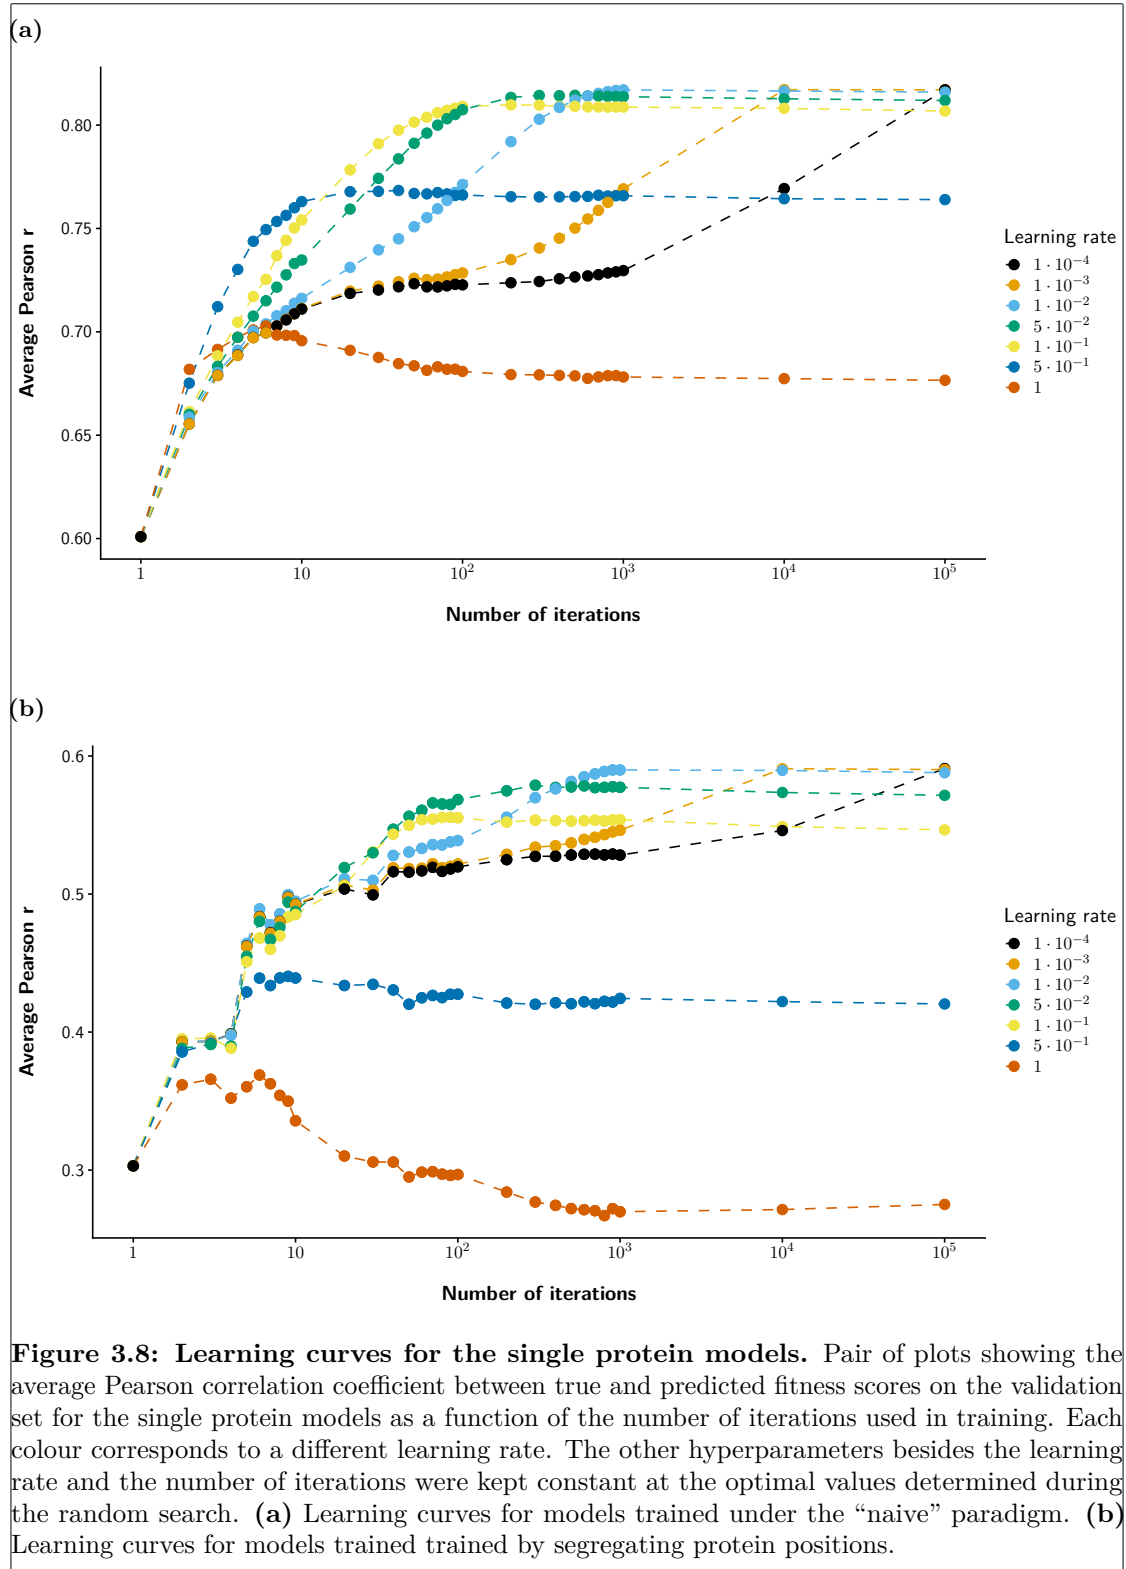 (a)
Average Pearson r
0.80
0.75
0.70
0.65
0.60
1
10
10²
10³
10⁴
10⁵
Number of iterations
Learning rate
1 · 10⁻⁴
1 · 10⁻³
1 · 10⁻²
5 · 10⁻²
1 · 10⁻¹
5 · 10⁻¹
1
(b)
Average Pearson r
0.6
0.5
0.4
0.3
1
10
10²
10³
10⁴
10⁵
Number of iterations
Learning rate
1 · 10⁻⁴
1 · 10⁻³
1 · 10⁻²
5 · 10⁻²
1 · 10⁻¹
5 · 10⁻¹
1
Figure 3.8: Learning curves for the single protein models. Pair of plots showing the
average Pearson correlation coefficient between true and predicted fitness scores on the validation
set for the single protein models as a function of the number of iterations used in training. Each
colour corresponds to a different learning rate. The other hyperparameters besides the learning
rate and the number of iterations were kept constant at the optimal values determined during
the random search. (a) Learning curves for models trained under the “naive” paradigm. (b)
Learning curves for models trained trained by segregating protein positions.